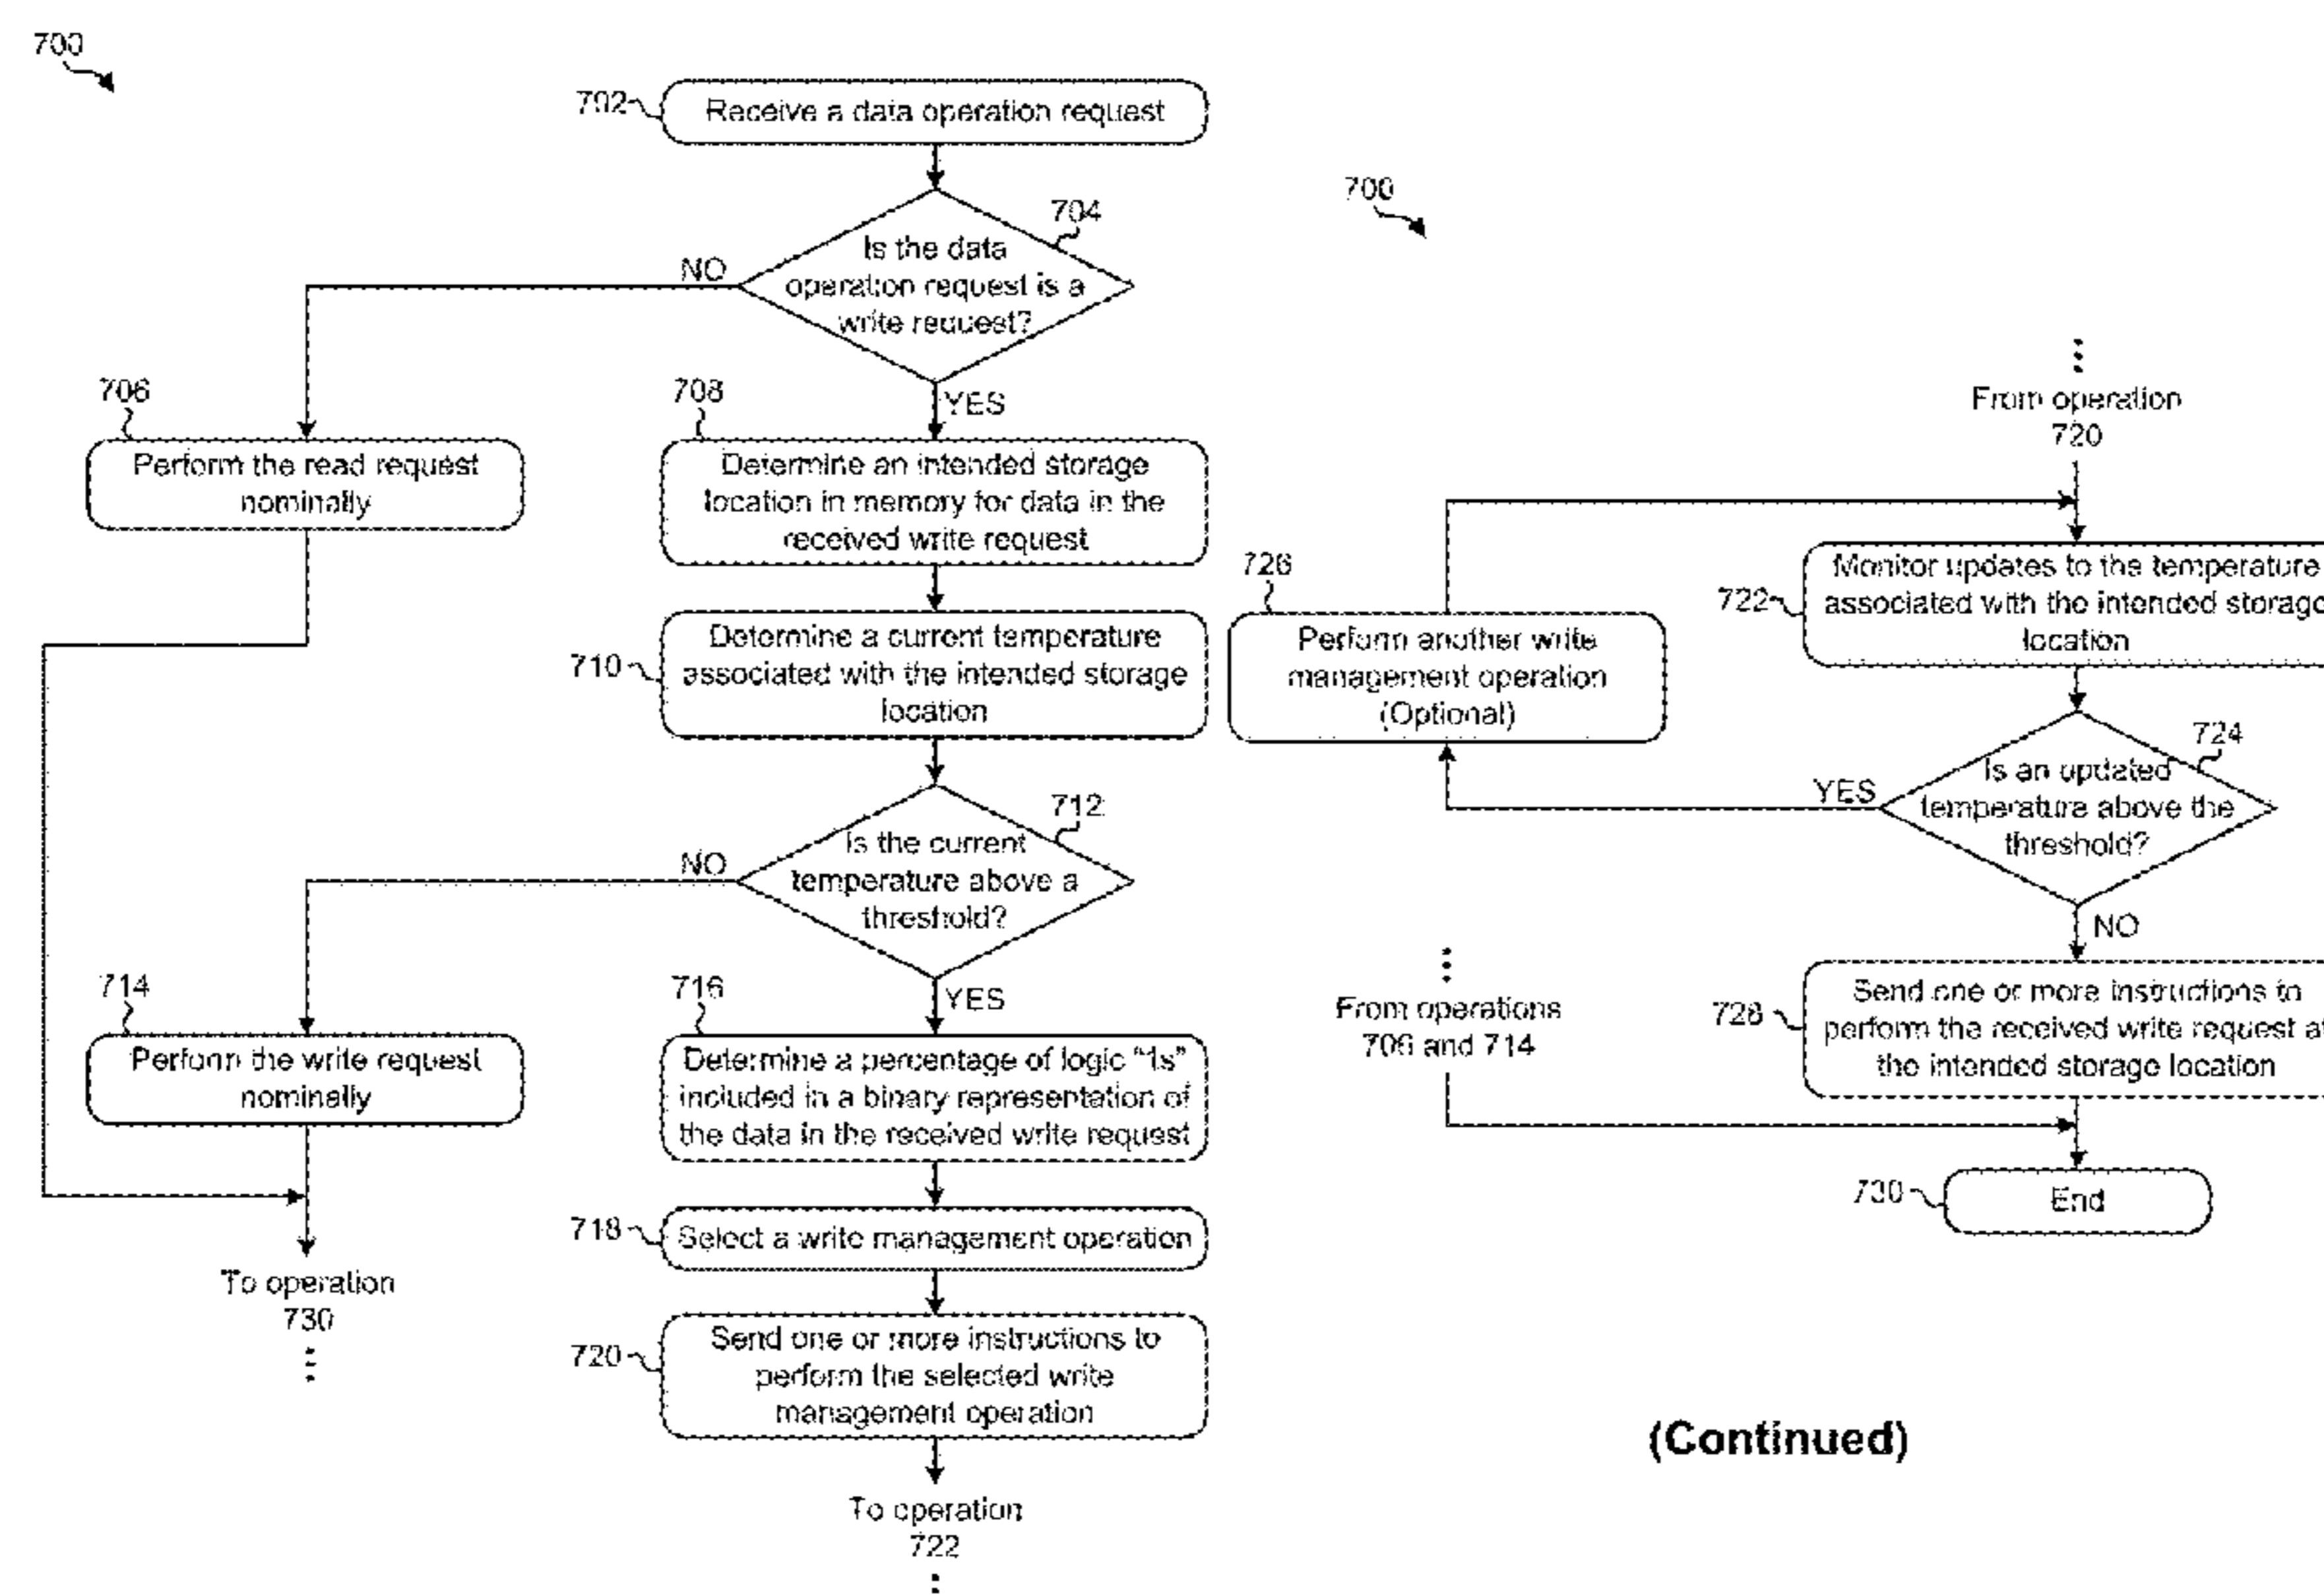 700
702
Receive a data operation request
704
Is the data
operation request is a
write request?
NO
YES
706
Perform the read request
nominally
708
Determine an intended storage
location in memory for data in the
received write request
710
Determine a current temperature
associated with the intended storage
location
712
Is the current
temperature above a
threshold?
NO
YES
714
Perform the write request
nominally
716
Determine a percentage of logic “1s”
included in a binary representation of
the data in the received write request
718
Select a write management operation
720
Send one or more instructions to
perform the selected write
management operation
To operation
730
To operation
722
700
From operation
720
722
Monitor updates to the temperature
associated with the intended storage
location
726
Perform another write
management operation
(Optional)
724
Is an updated
temperature above the
threshold?
YES
NO
From operations
706 and 714
728
Send one or more instructions to
perform the received write request at
the intended storage location
730
End
(Continued)